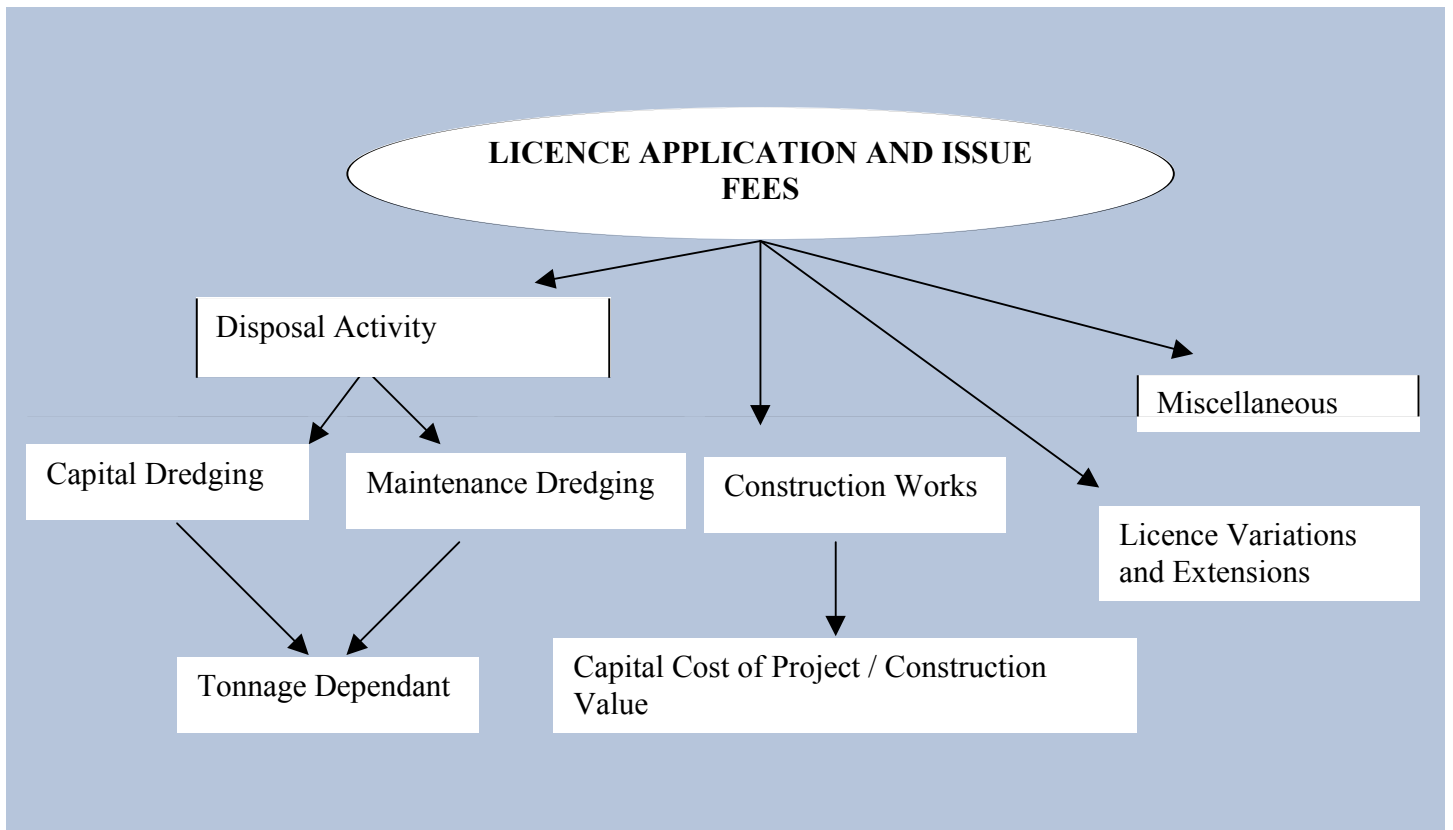 LICENCE APPLICATION AND ISSUE
FEES
Disposal Activity
Miscellaneous
Capital Dredging
Maintenance Dredging
Construction Works
Licence Variations
and Extensions
Tonnage Dependant
Capital Cost of Project / Construction
Value